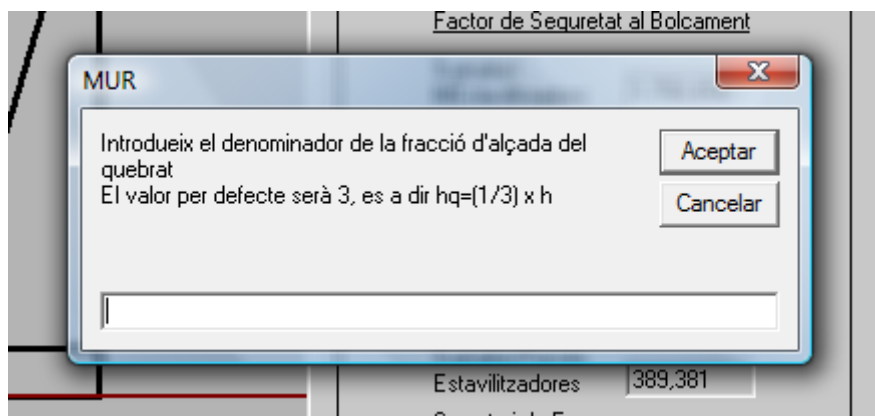 Factor de Seguretat al Bolcament
MUR
Introdueix el denominador de la fracció d'alçada del
quebrat
El valor per defecte serà 3, es a dir hq=(1/3) x h
Aceptar
Cancelar
Estavilitzadores
389,381